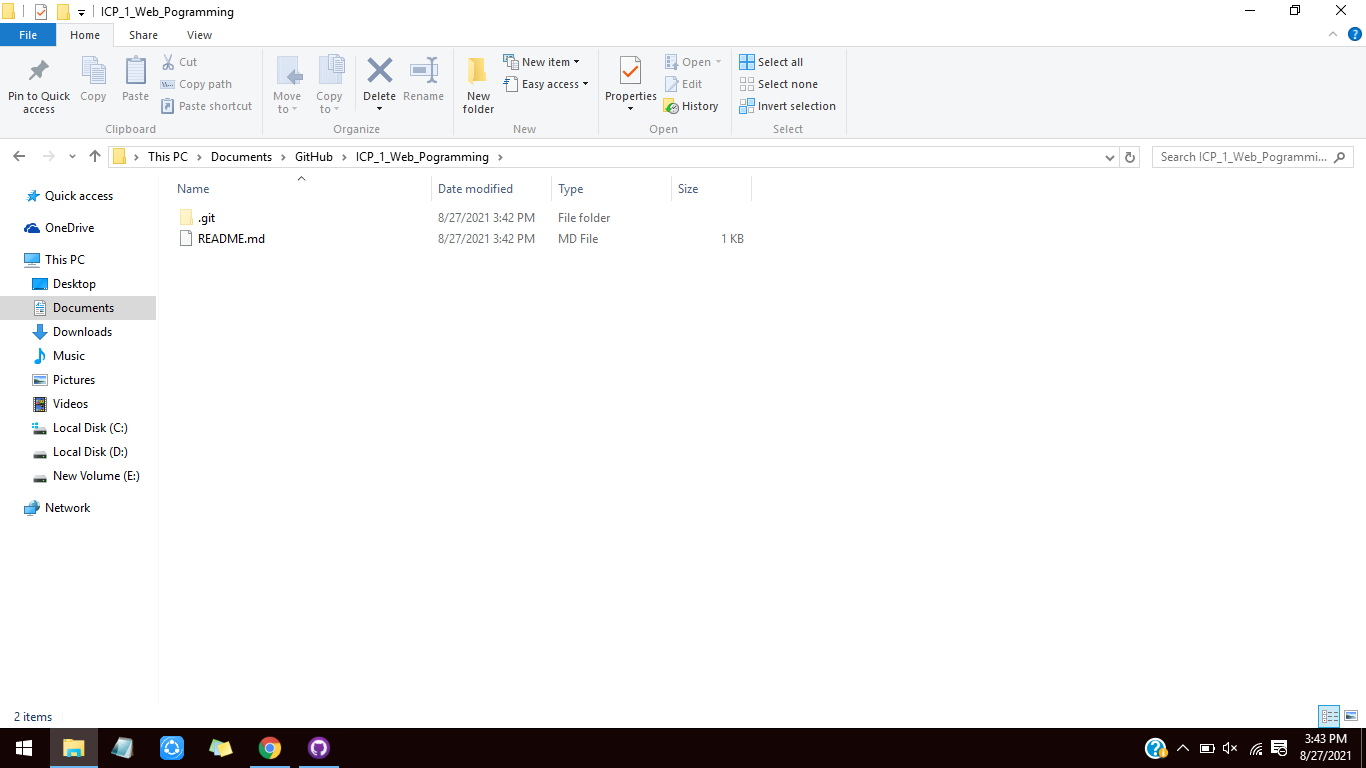 ICP_1_Web_Pogramming
File Home Share View
Pin to Quick access
Copy
Paste
Cut
Copy path
Paste shortcut
Clipboard
Move to
Copy to
Delete
Rename
Organize
New folder
New item
Easy access
New
Properties
Open
Edit
History
Open
Select all
Select none
Invert selection
Select
This PC Documents GitHub ICP_1_Web_Pogramming
Search ICP_1_Web_Pogrammi...
Quick access
OneDrive
This PC
Desktop
Documents
Downloads
Music
Pictures
Videos
Local Disk (C:)
Local Disk (D:)
New Volume (E:)
Network
Name Date modified Type Size
.git 8/27/2021 3:42 PM File folder
README.md 8/27/2021 3:42 PM MD File 1 KB
2 items
3:43 PM
8/27/2021